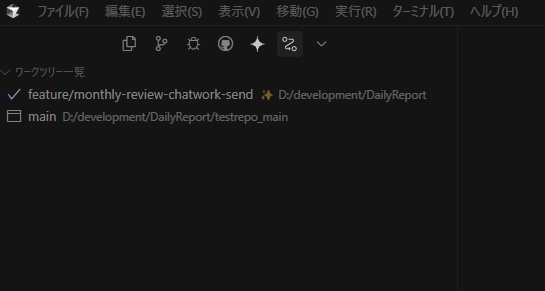 ファイル(F) 編集(E) 選択(S) 表示(V) 移動(G) 実行(R) ターミナル(T) ヘルプ(H)
ワークツリー一覧
feature/monthly-review-chatwork-send ✨ D:/development/DailyReport
main D:/development/DailyReport/testrepo_main